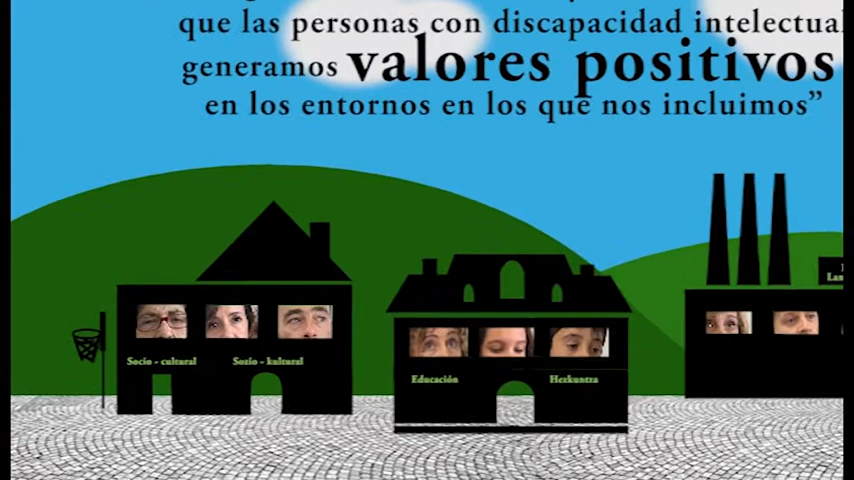 que las personas con discapacidad intelectual
generamos valores positivos
en los entornos en los que nos incluimos”
Socio - cultural Sozio - kultural
Educación Hezkuntza